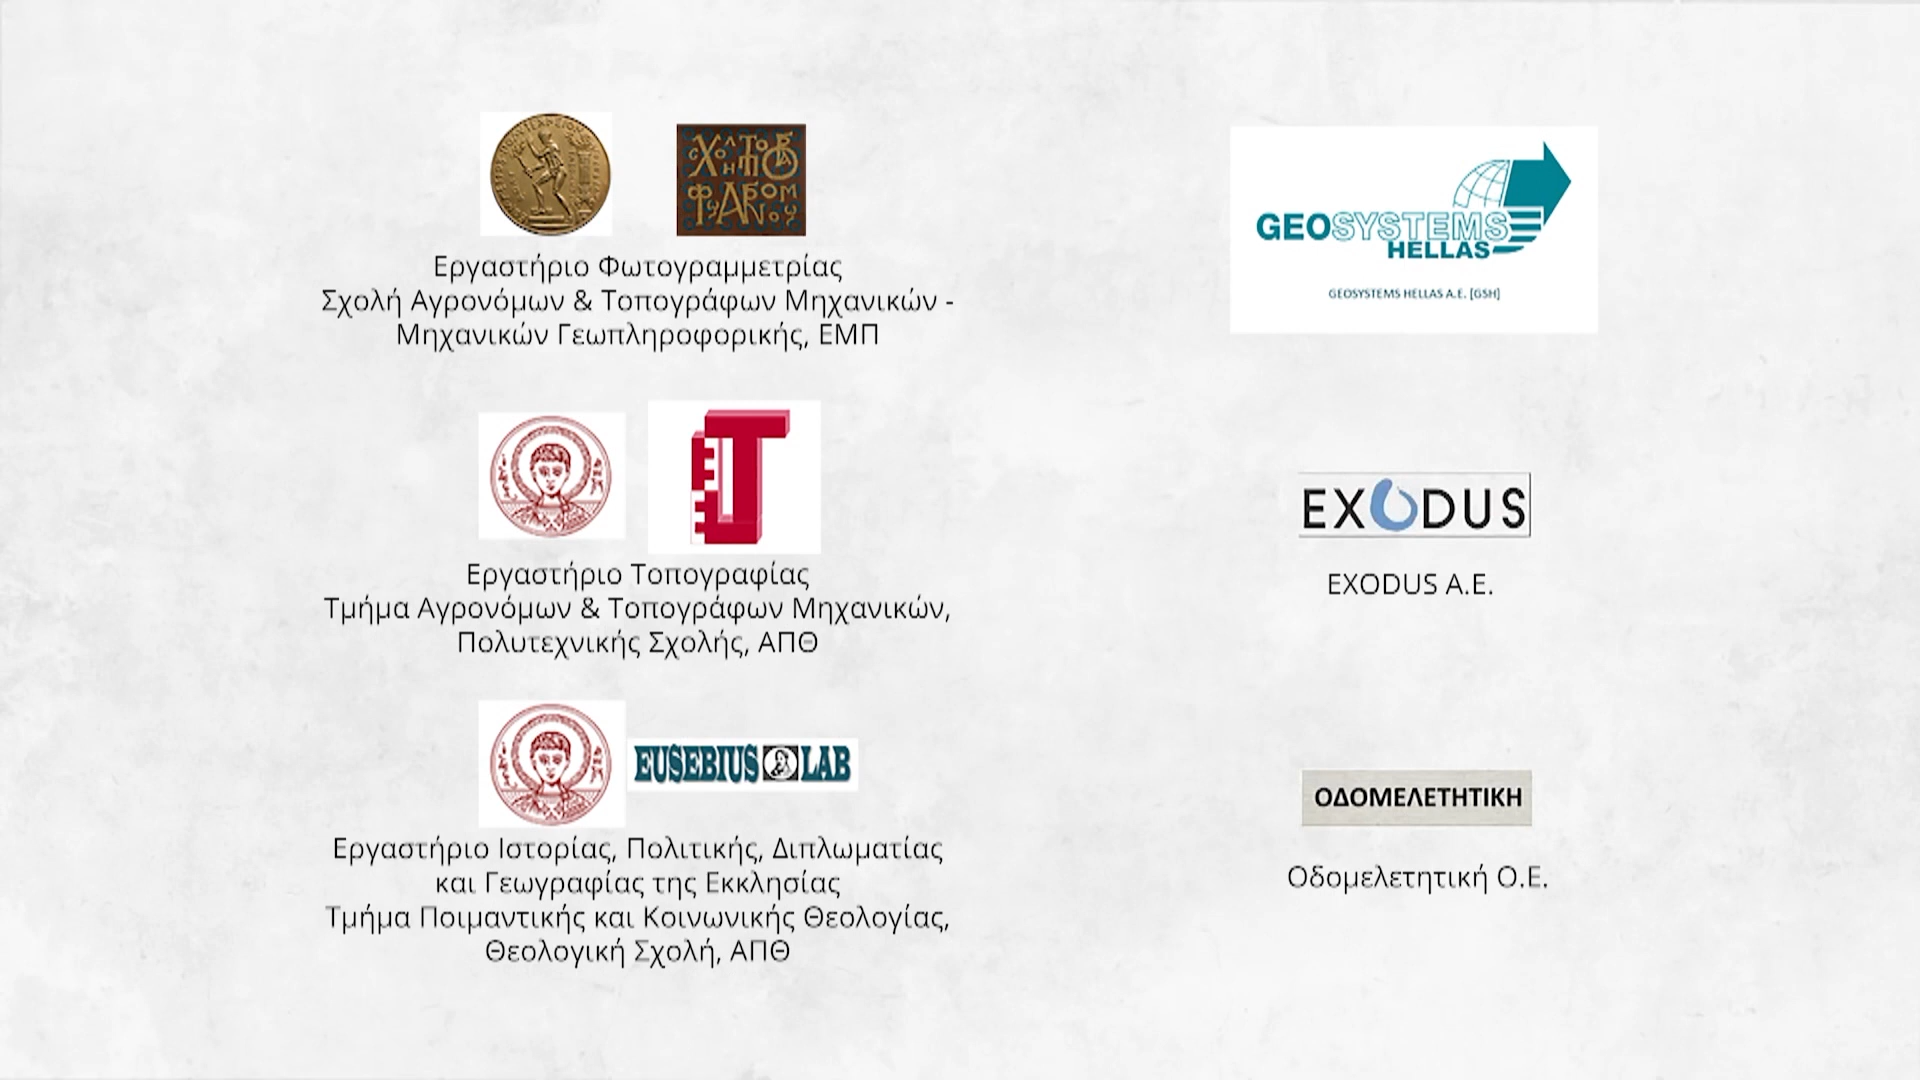 Εργαστήριο Φωτογραμμετρίας
Σχολή Αγρονόμων & Τοπογράφων Μηχανικών -
Μηχανικών Γεωπληροφορικής, ΕΜΠ
Εργαστήριο Τοπογραφίας
Τμήμα Αγρονόμων & Τοπογράφων Μηχανικών,
Πολυτεχνικής Σχολής, ΑΠΘ
EUSEBIUS LAB
Εργαστήριο Ιστορίας, Πολιτικής, Διπλωματίας
και Γεωγραφίας της Εκκλησίας
Τμήμα Ποιμαντικής και Κοινωνικής Θεολογίας,
Θεολογική Σχολή, ΑΠΘ
GEOSYSTEMS
HELLAS
GEOSYSTEMS HELLAS A.E. [GSH]
EXODUS
EXODUS Α.Ε.
ΟΔΟΜΕΛΕΤΗΤΙΚΗ
Οδομελετητική Ο.Ε.